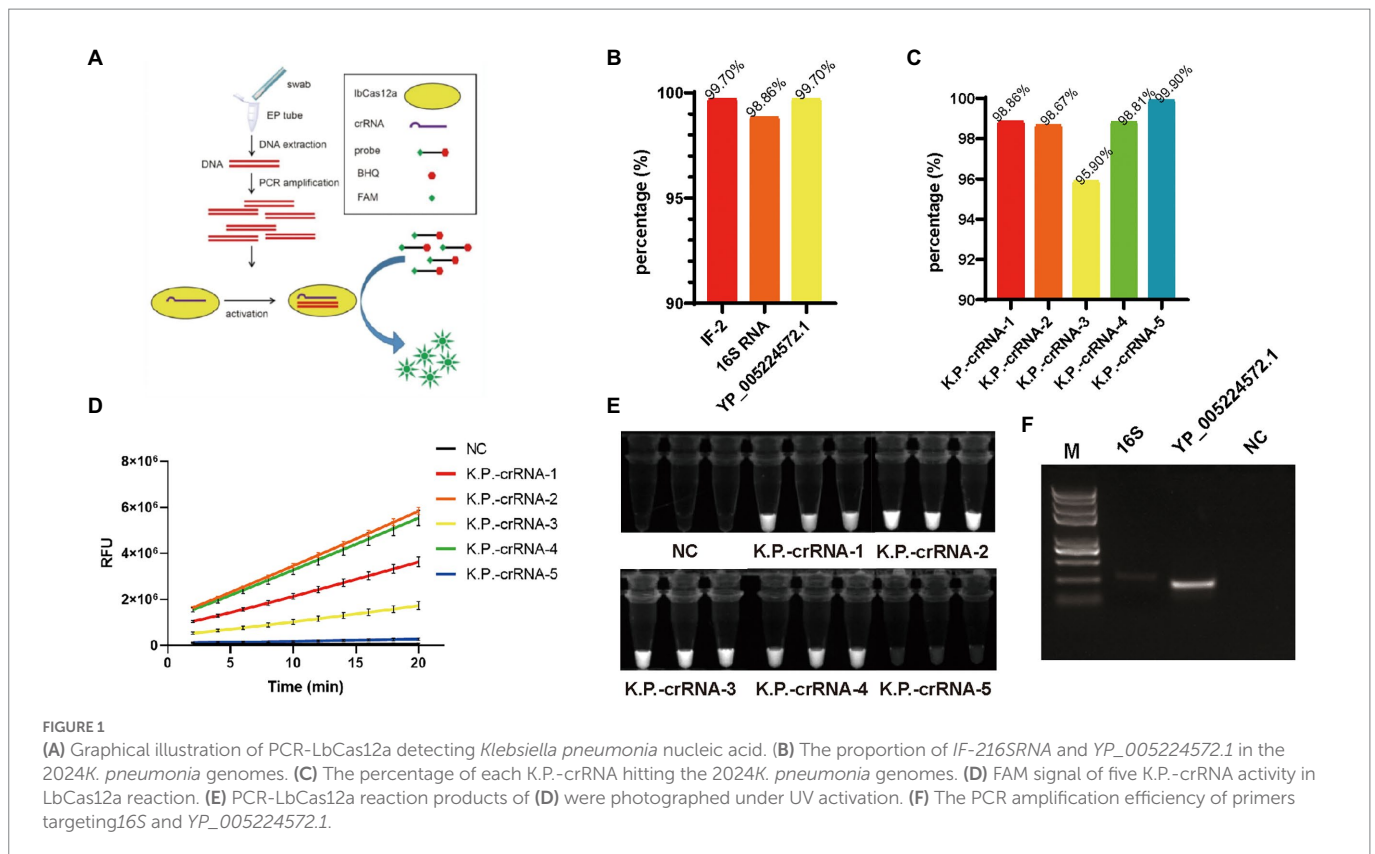 A
swab
EP tube
DNA extraction
DNA
PCR amplification
activation
lbCas12a
crRNA
probe
BHQ
FAM
B
percentage (%)
100
95
90
99.70%
98.86%
99.70%
IF-2
16S RNA
YP_005224572.1
C
percentage (%)
100
98
96
94
92
90
98.86%
98.67%
95.90%
98.81%
99.90%
K.P.-crRNA-1
K.P.-crRNA-2
K.P.-crRNA-3
K.P.-crRNA-4
K.P.-crRNA-5
D
RFU
8×10⁶
6×10⁶
4×10⁶
2×10⁶
0
0
5
10
15
20
Time (min)
NC
K.P.-crRNA-1
K.P.-crRNA-2
K.P.-crRNA-3
K.P.-crRNA-4
K.P.-crRNA-5
E
NC
K.P.-crRNA-1
K.P.-crRNA-2
K.P.-crRNA-3
K.P.-crRNA-4
K.P.-crRNA-5
F
M
16S
YP_005224572.1
NC
FIGURE 1
(A) Graphical illustration of PCR-LbCas12a detecting Klebsiella pneumonia nucleic acid. (B) The proportion of IF-216SRNA and YP_005224572.1 in the
2024K. pneumonia genomes. (C) The percentage of each K.P.-crRNA hitting the 2024K. pneumonia genomes. (D) FAM signal of five K.P.-crRNA activity in
LbCas12a reaction. (E) PCR-LbCas12a reaction products of (D) were photographed under UV activation. (F) The PCR amplification efficiency of primers
targeting16S and YP_005224572.1.